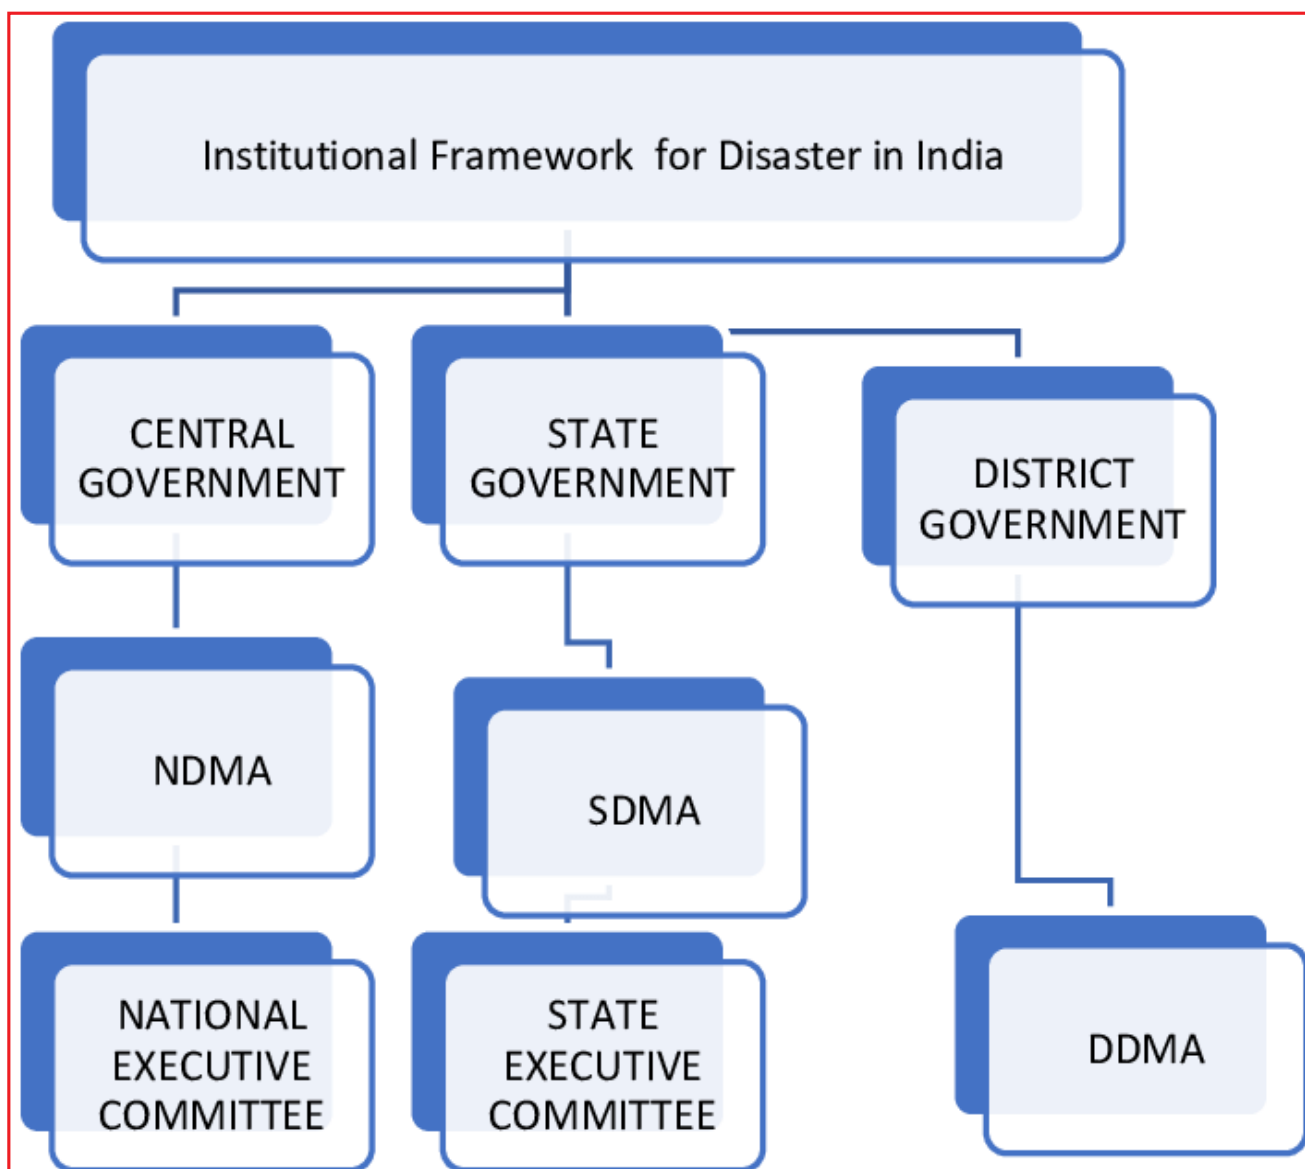 Institutional Framework  for Disaster in India
CENTRAL
GOVERNMENT
STATE
GOVERNMENT
DISTRICT
GOVERNMENT
NDMA
SDMA
NATIONAL
EXECUTIVE
COMMITTEE
STATE
EXECUTIVE
COMMITTEE
DDMA